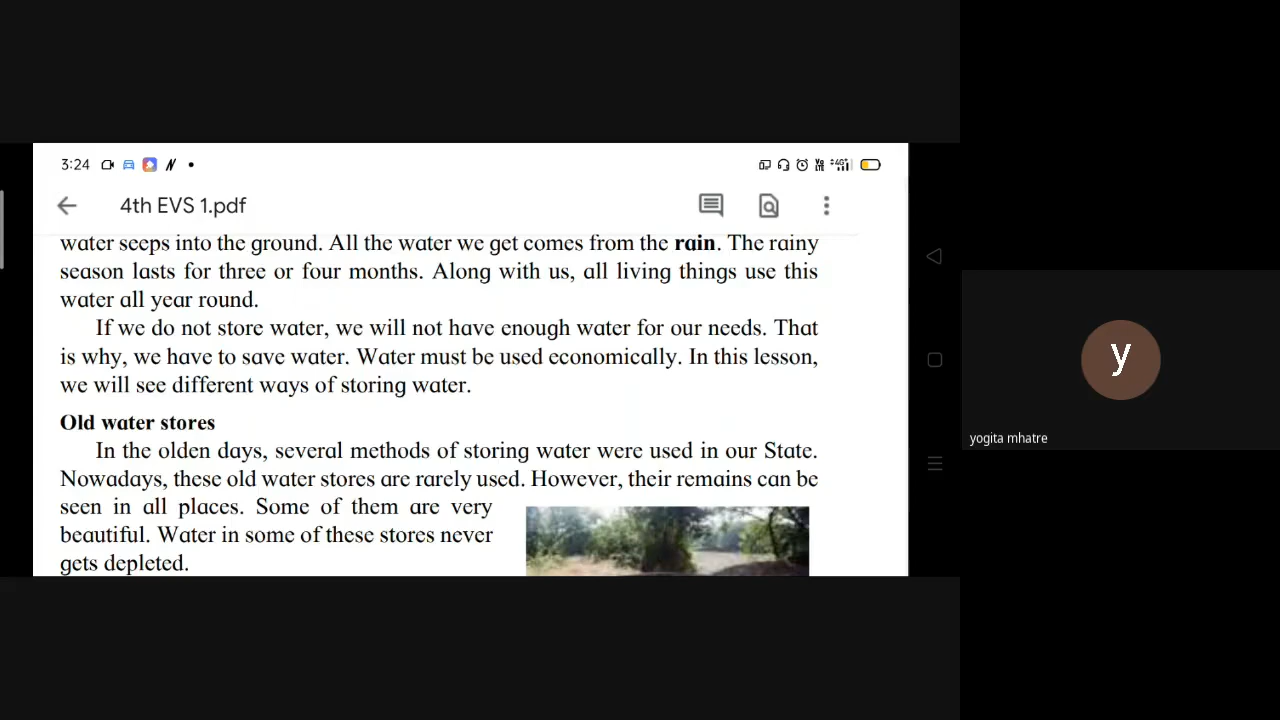 3:24
4th EVS 1.pdf
water seeps into the ground. All the water we get comes from the rain. The rainy
season lasts for three or four months. Along with us, all living things use this
water all year round.
If we do not store water, we will not have enough water for our needs. That
is why, we have to save water. Water must be used economically. In this lesson,
we will see different ways of storing water.
Old water stores
In the olden days, several methods of storing water were used in our State.
Nowadays, these old water stores are rarely used. However, their remains can be
seen in all places. Some of them are very
beautiful. Water in some of these stores never
gets depleted.
y
yogita mhatre